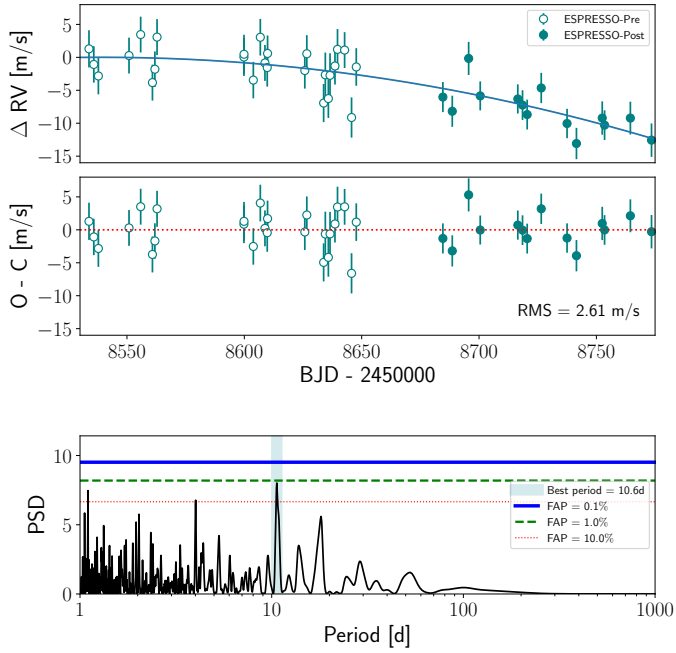 ESPRESSO-Pre
ESPRESSO-Post
Δ RV [m/s]
5
0
−5
−10
−15
O - C [m/s]
5
0
−5
−10
−15
RMS = 2.61 m/s
8550 8600 8650 8700 8750
BJD - 2450000
PSD
10
5
0
Best period = 10.6d
FAP = 0.1%
FAP = 1.0%
FAP = 10.0%
1 10 100 1000
Period [d]